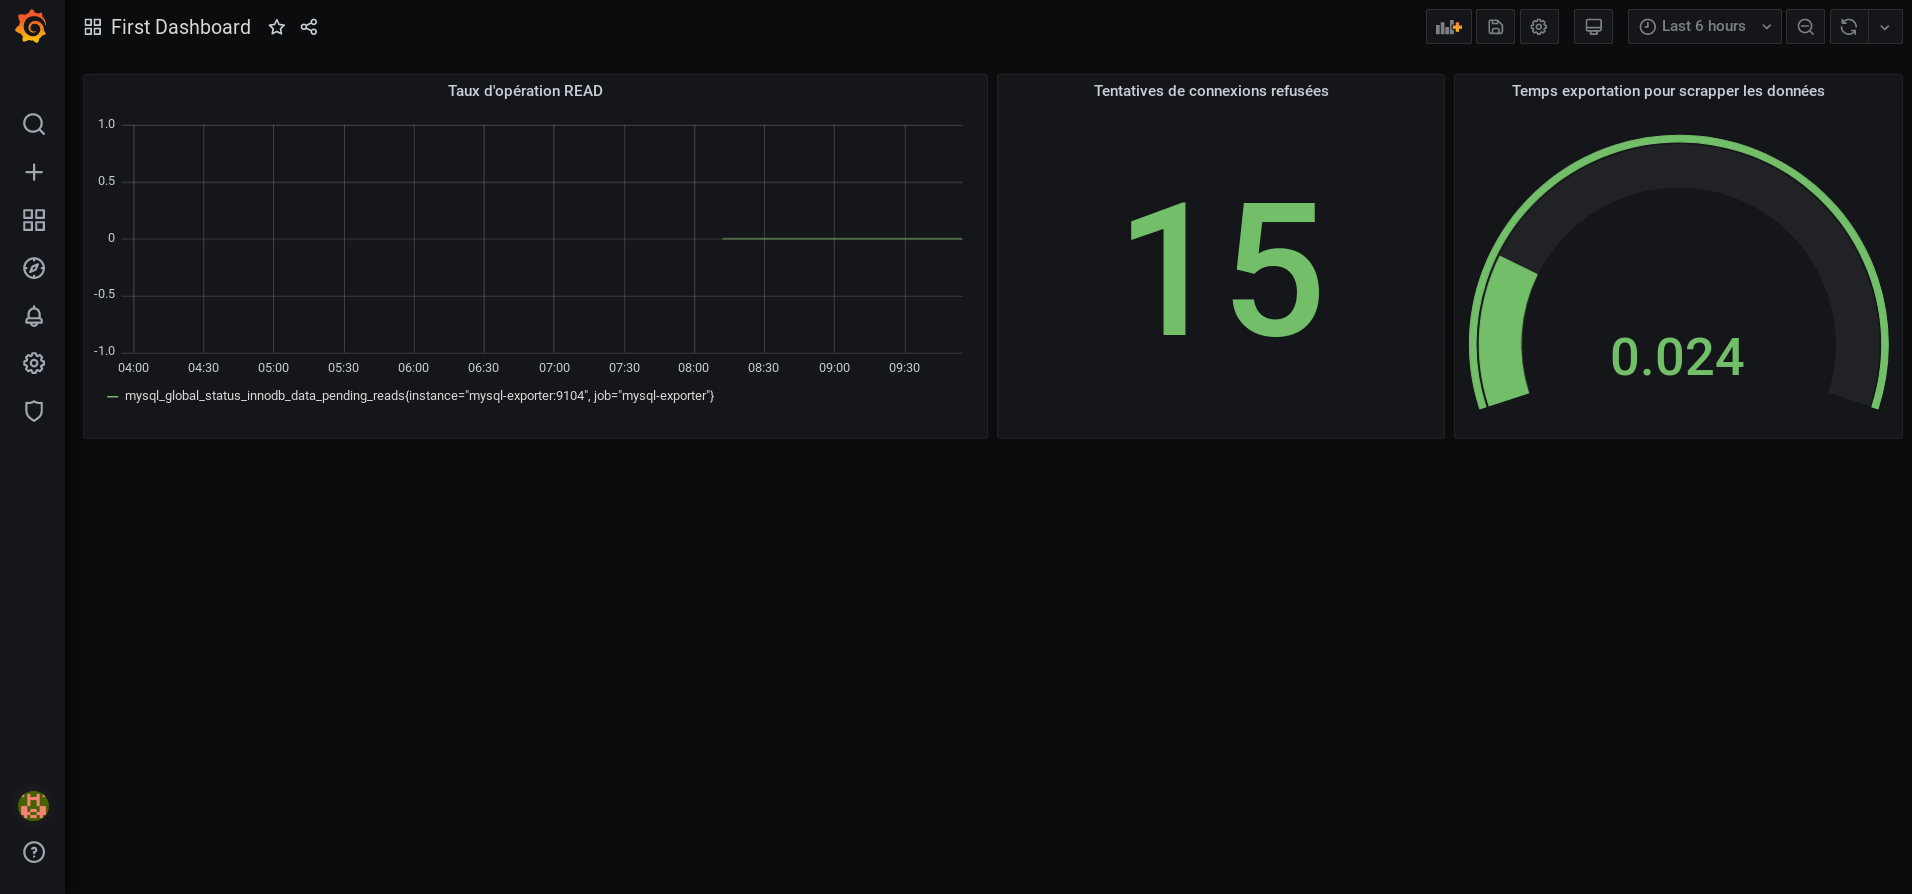 First Dashboard
Last 6 hours
Taux d'opération READ
1.0
0.5
0
-0.5
-1.0
04:00 04:30 05:00 05:30 06:00 06:30 07:00 07:30 08:00 08:30 09:00 09:30
mysql_global_status_innodb_data_pending_reads{instance="mysql-exporter:9104", job="mysql-exporter"}
Tentatives de connexions refusées
15
Temps exportation pour scrapper les données
0.024